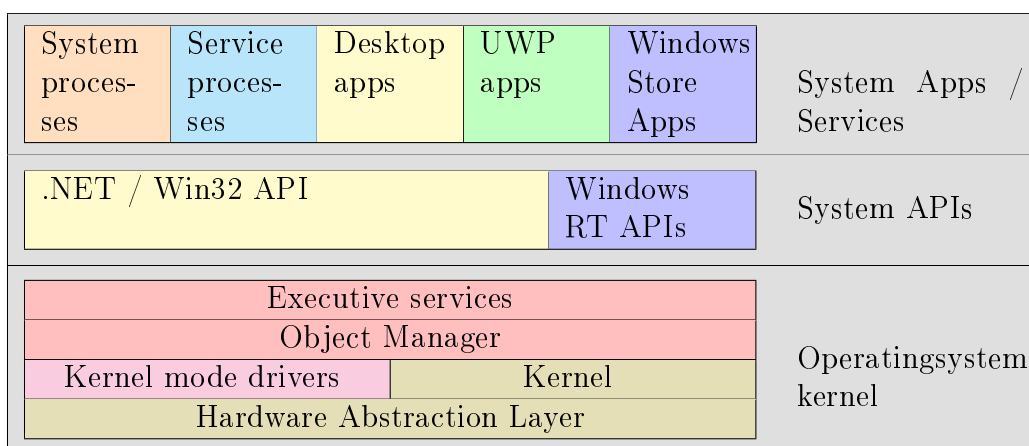 System
proces-
ses
Service
proces-
ses
Desktop
apps
UWP
apps
Windows
Store
Apps
System Apps /
Services
.NET / Win32 API
Windows
RT APIs
System APIs
Executive services
Object Manager
Kernel mode drivers
Kernel
Hardware Abstraction Layer
Operatingsystem
kernel